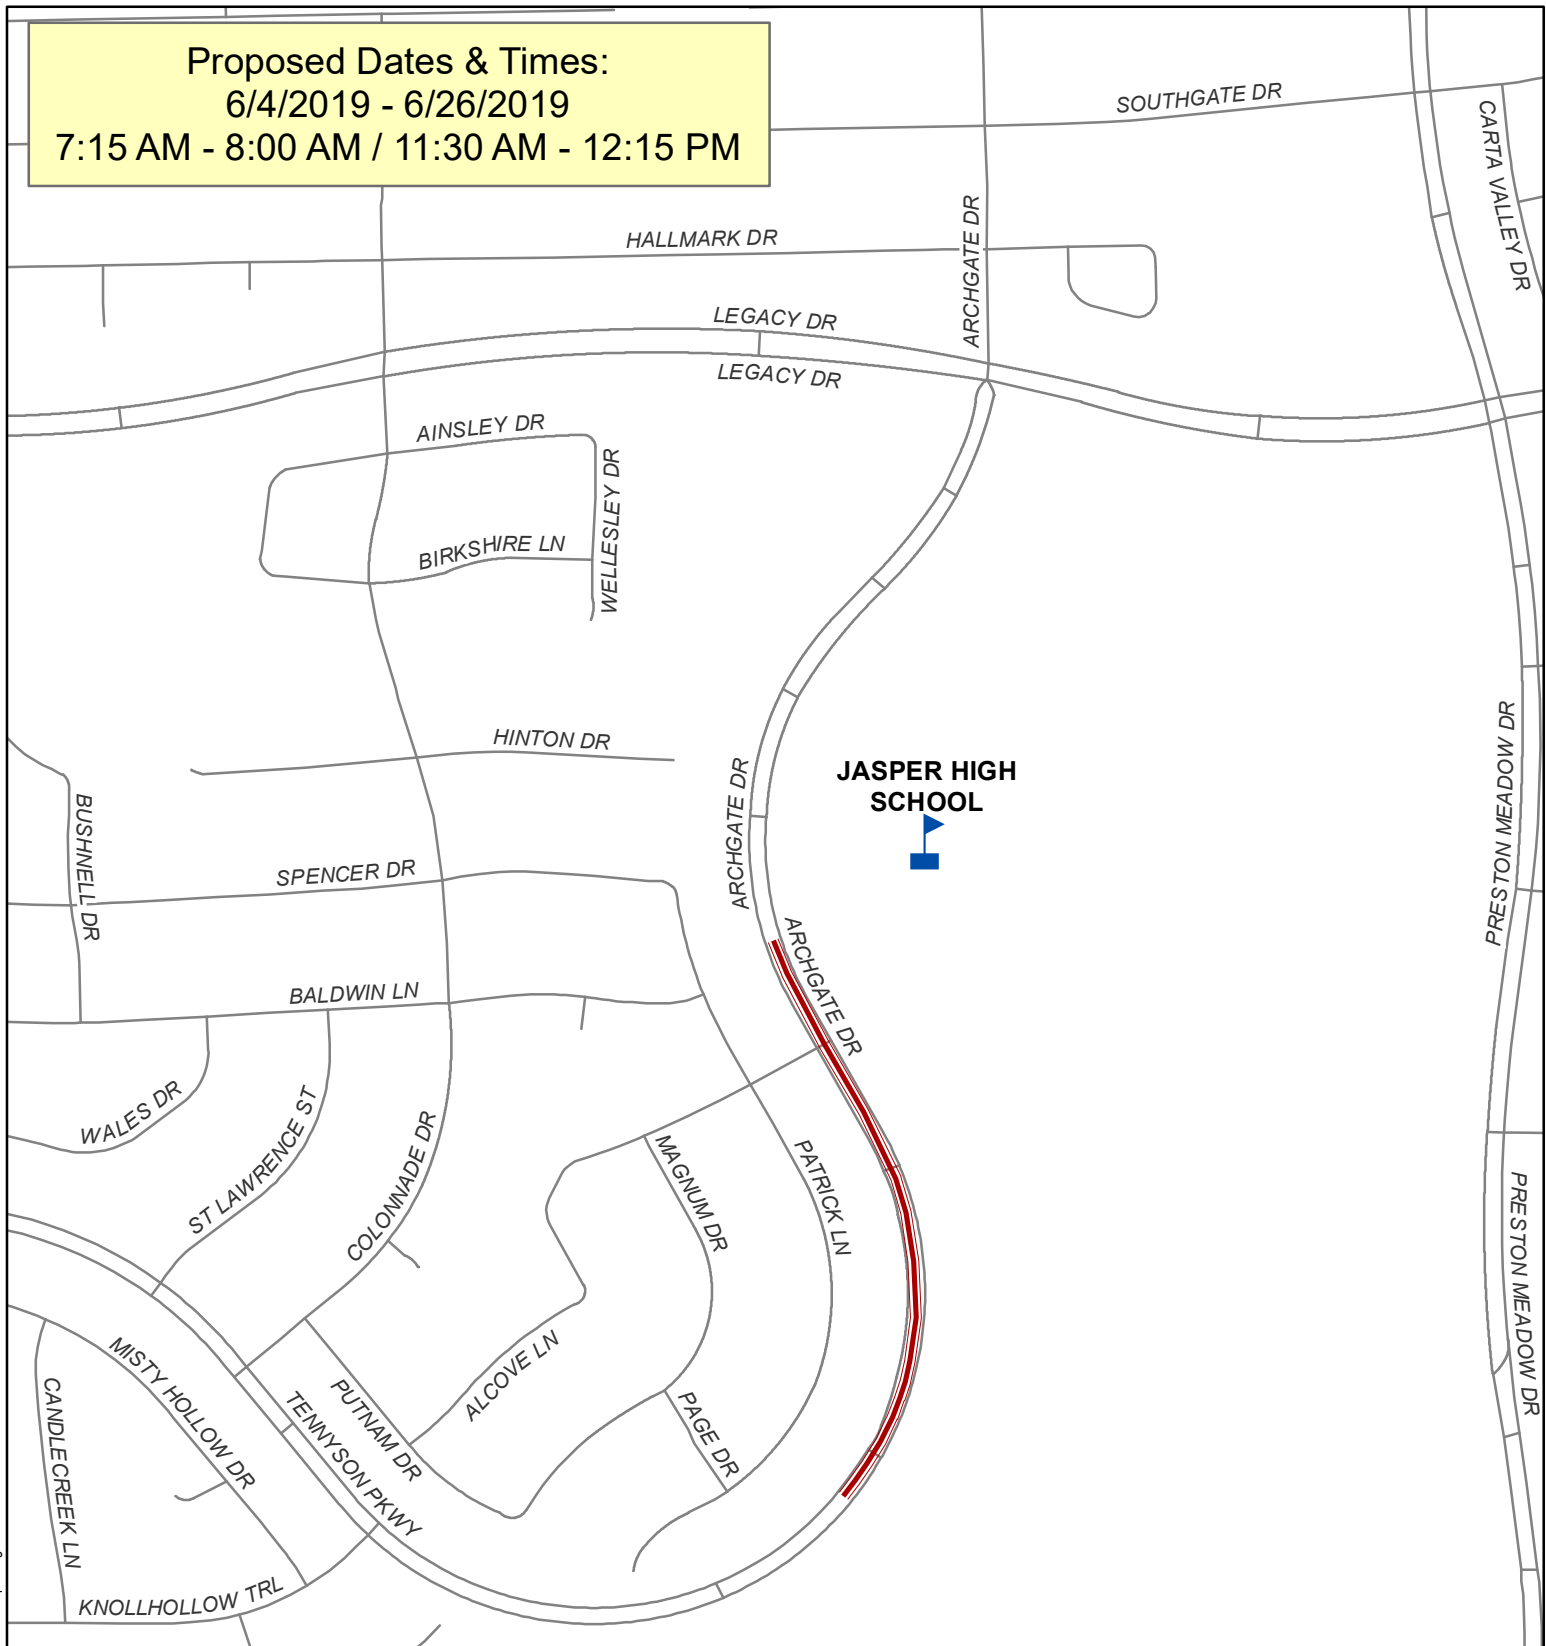 Proposed Dates & Times:
6/4/2019 - 6/26/2019
7:15 AM - 8:00 AM / 11:30 AM - 12:15 PM
SOUTHGATE DR
CARTA VALLEY DR
ARCHGATE DR
HALLMARK DR
LEGACY DR
LEGACY DR
AINSLEY DR
WELLESLEY DR
BIRKSHIRE LN
HINTON DR
PRESTON MEADOW DR
ARCHGATE DR
JASPER HIGH
SCHOOL
BUSHNELL DR
SPENCER DR
ARCHGATE DR
BALDWIN LN
WALES DR
ST LAWRENCE ST
COLONNADE DR
MAGNUM DR
PATRICK LN
PRESTON MEADOW DR
MISTY HOLLOW DR
ALCOVE LN
PUTNAM DR
CANDLECREEK LN
TENNYSON PKWY
PAGE DR
KNOLLHOLLOW TRL